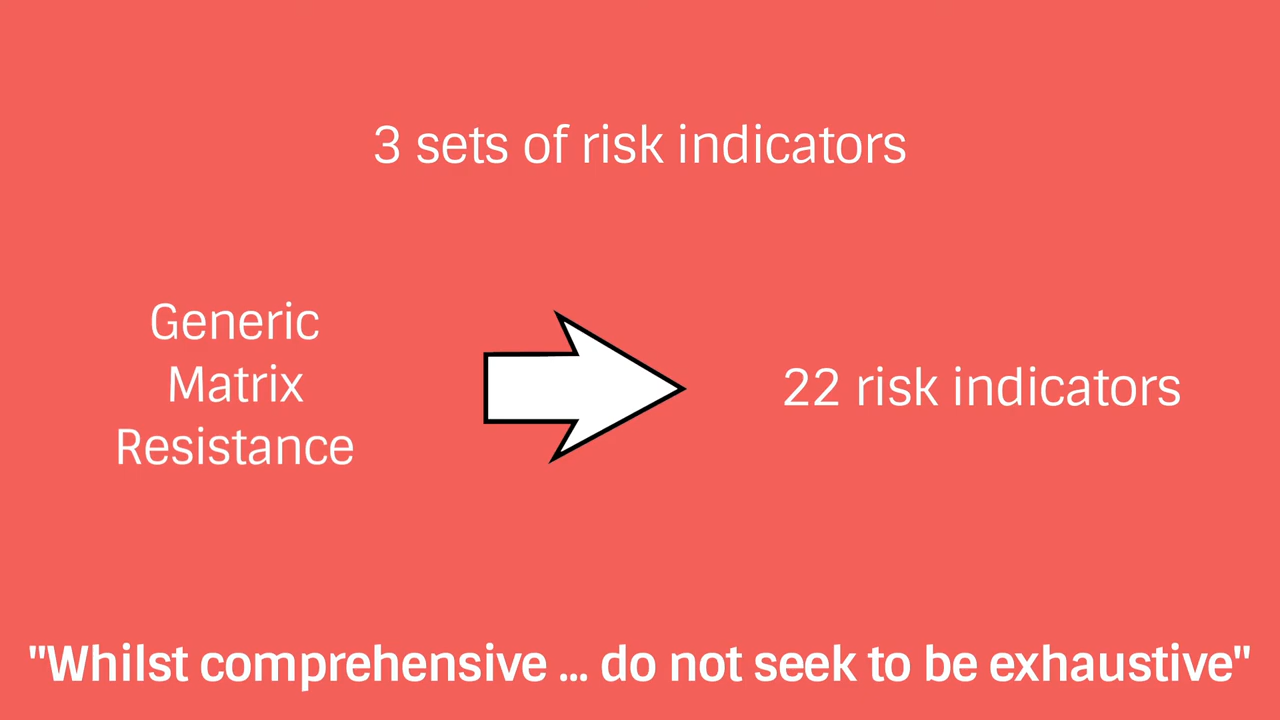 3 sets of risk indicators
Generic
Matrix
Resistance
22 risk indicators
"Whilst comprehensive ... do not seek to be exhaustive"